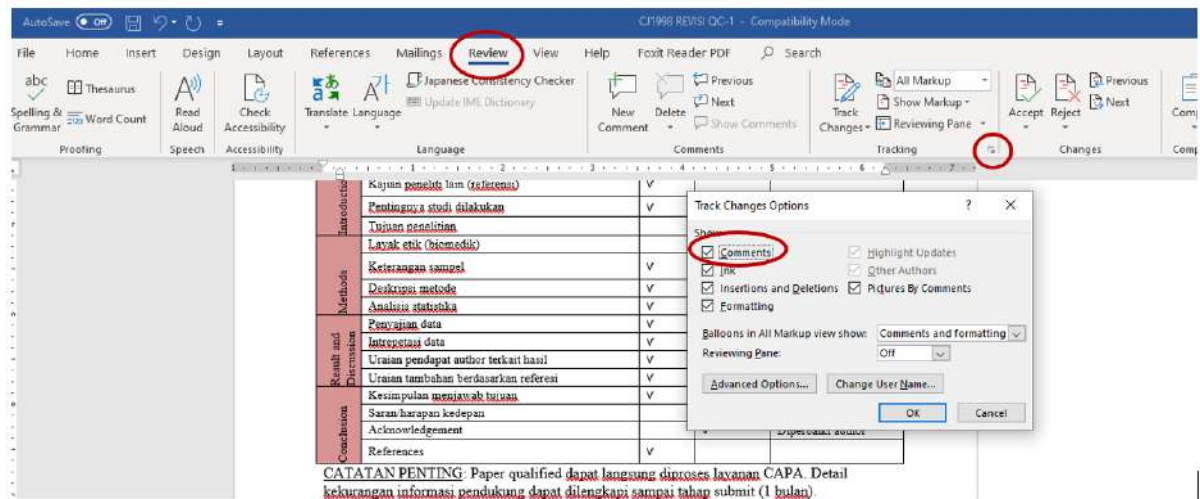 AutoSave Off CJ1998 REVISI QC-1 - Compatibility Mode
File Home Insert Design Layout References Mailings Review View Help Foxit Reader PDF Search
abc Thesaurus Japanese Consistency Checker Previous All Markup Previous
Spelling & Grammar Word Count Read Aloud Check Accessibility Translate Language Update IME Dictionary New Comment Delete Next Show Comments Track Changes Show Markup Reviewing Pane Accept Reject Next
Proofing Speech Accessibility Language Comments Tracking Changes
Introduction
Kajian peneliti lain (referensi) V
Pentingnya studi dilakukan V
Tujuan penelitian
Methods
Layak etik (biomedik)
Keterangan sampel V
Deskripsi metode V
Analisis statistika V
Result and Discussion
Penyajian data V
Intrepetasi data V
Uraian pendapat author terkait hasil V
Uraian tambahan berdasarkan referesi V
Conclusion
Kesimpulan menjawab tujuan V
Saran/harapan kedepan
Acknowledgement Diperbaiki author
References V
CATATAN PENTING: Paper qualified dapat langsung diproses layanan CAPA. Detail
kekurangan informasi pendukung dapat dilengkapi sampai tahap submit (1 bulan).
Track Changes Options ? X
Show
Comments Highlight Updates
Ink Other Authors
Insertions and Deletions Pictures By Comments
Formatting
Balloons in All Markup view show: Comments and formatting
Reviewing Pane: Off
Advanced Options... Change User Name...
OK Cancel